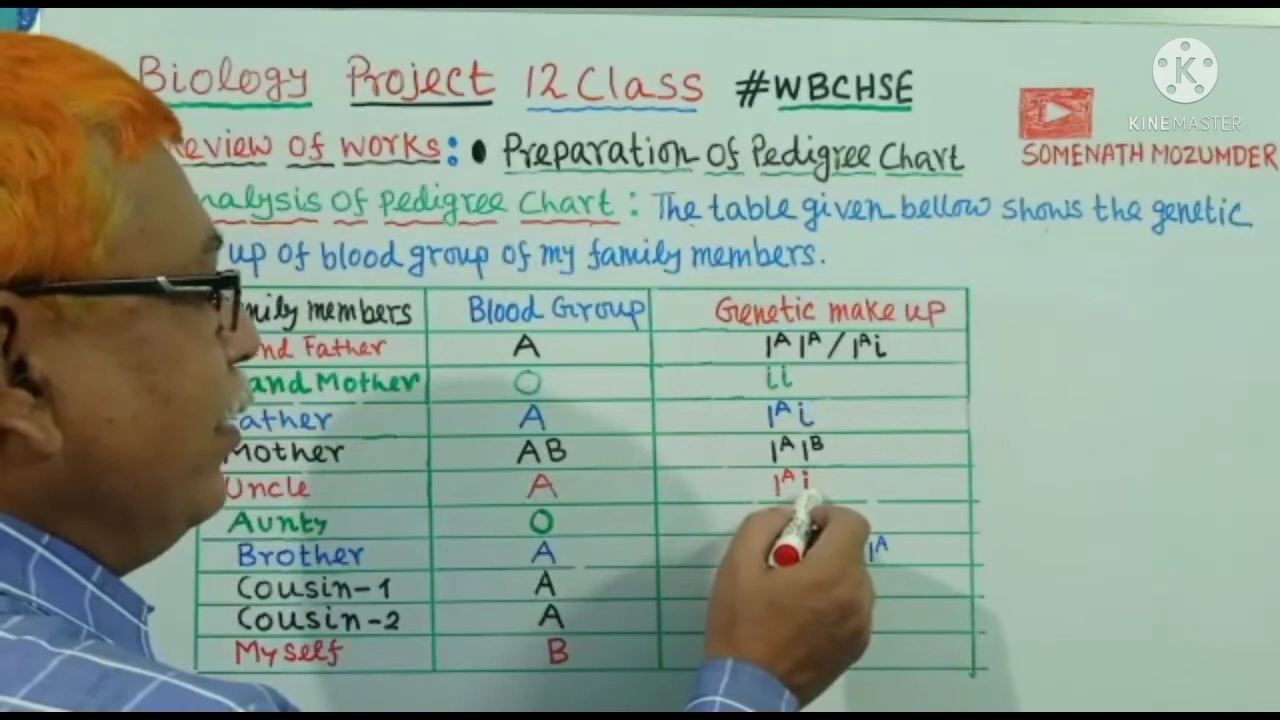 Biology Project 12 Class #WBCHSE
KINEMASTER
SOMENATH MOZUMDER
eview of works: • Preparation of Pedigree Chart
nalysis of pedigree Chart : The table given bellow shows the genetic
up of blood group of my family members.
mily members Blood Group Genetic make up
nd Father A IᴬIᴬ/Iᴬi
and Mother O ii
ather A Iᴬi
Mother AB IᴬIᴮ
Uncle A Iᴬi
Aunty O
Brother A Iᴬ
Cousin-1 A
Cousin-2 A
My self B